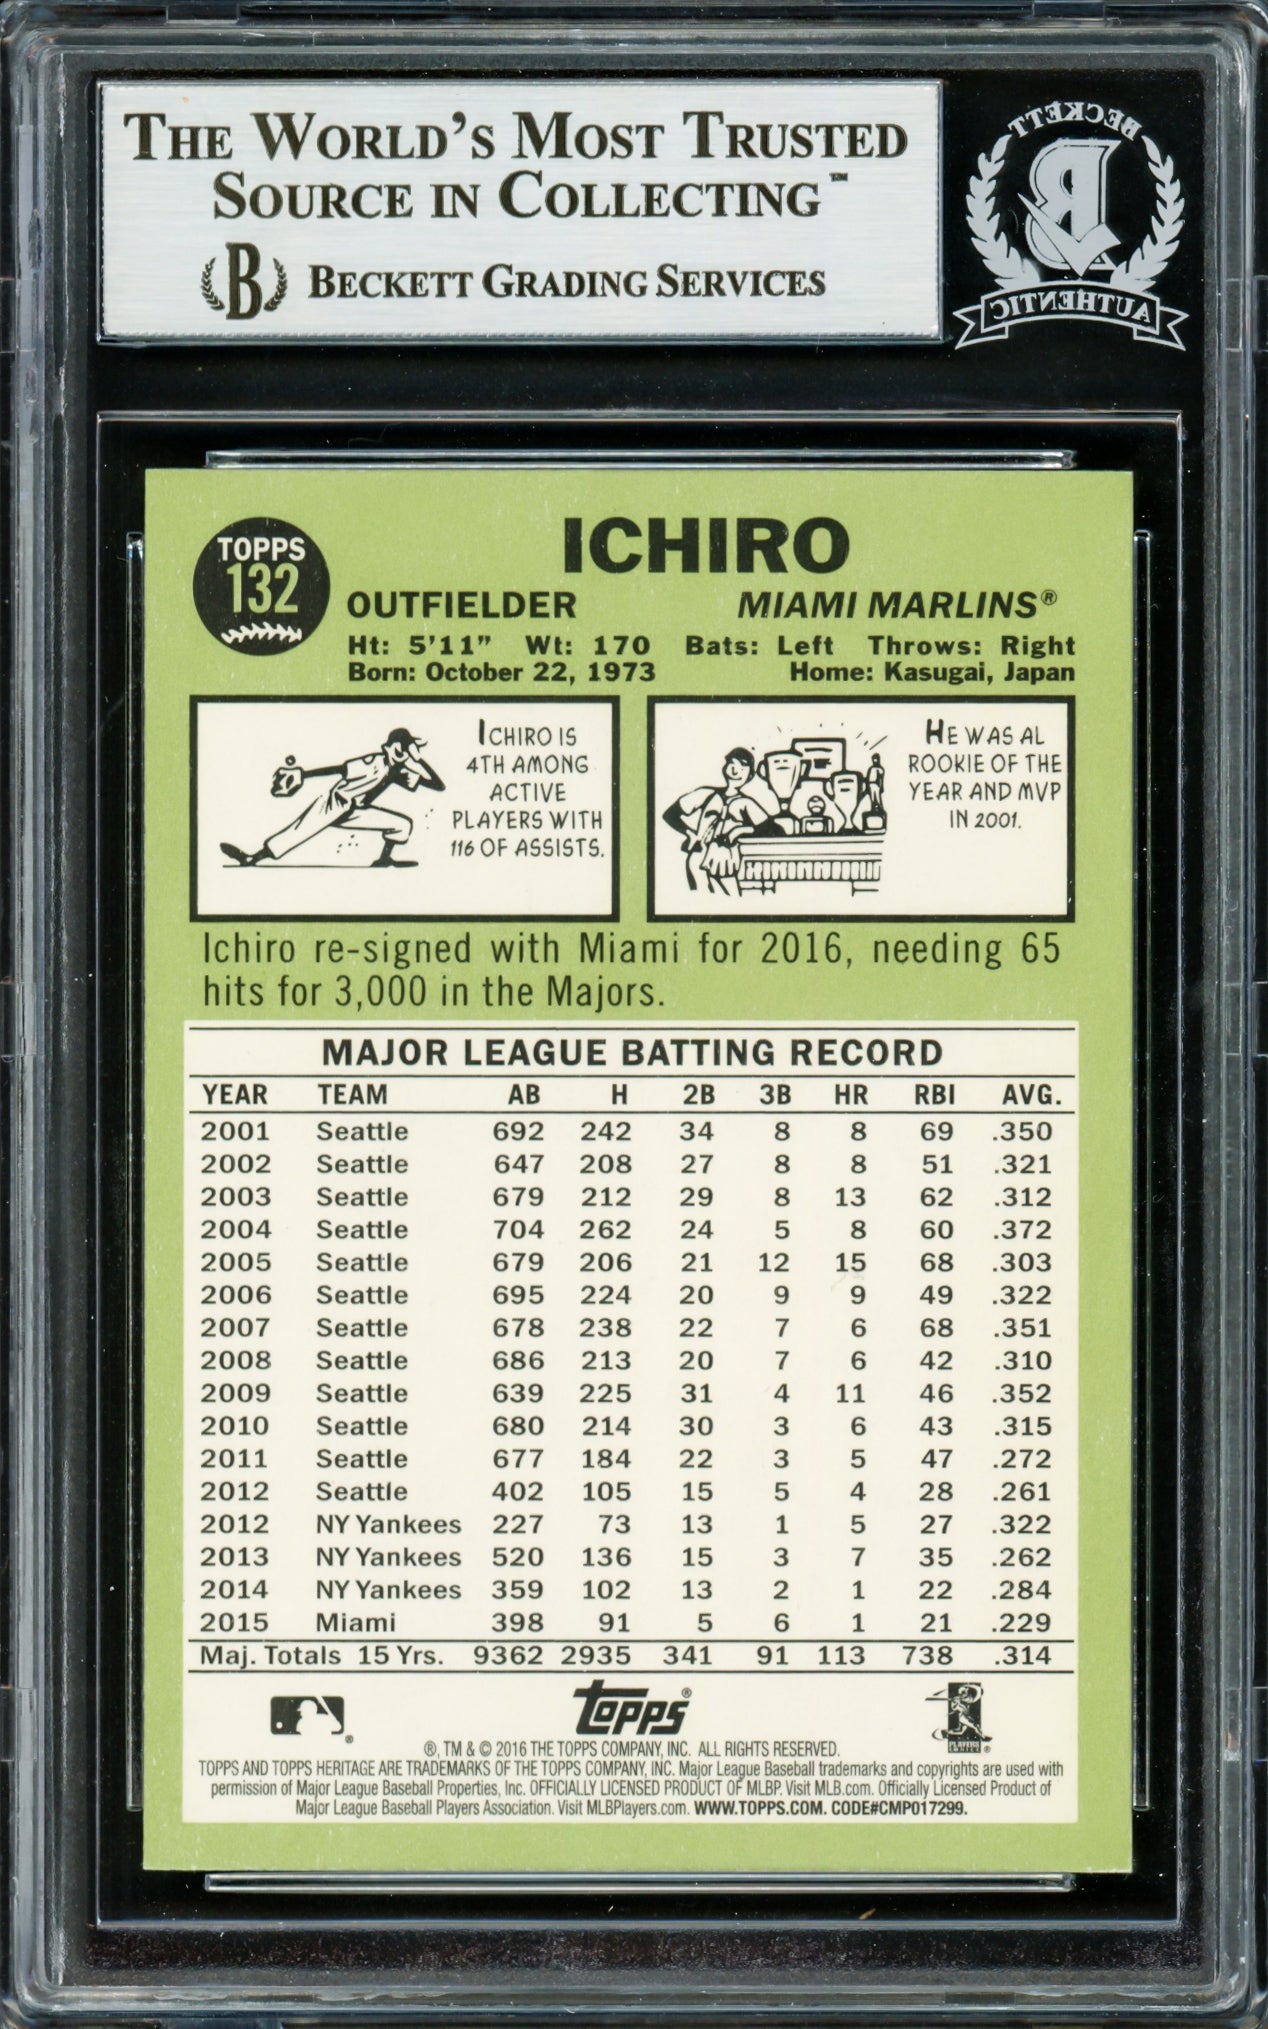 THE WORLD'S MOST TRUSTED
SOURCE IN COLLECTING™
B BECKETT GRADING SERVICES
BECKETT
B
AUTHENTIC
TOPPS
132
ICHIRO
OUTFIELDER MIAMI MARLINS®
Ht: 5'11" Wt: 170 Bats: Left Throws: Right
Born: October 22, 1973 Home: Kasugai, Japan
ICHIRO IS
4TH AMONG
ACTIVE
PLAYERS WITH
116 OF ASSISTS.
HE WAS AL
ROOKIE OF THE
YEAR AND MVP
IN 2001.
Ichiro re-signed with Miami for 2016, needing 65
hits for 3,000 in the Majors.
MAJOR LEAGUE BATTING RECORD
YEAR TEAM AB H 2B 3B HR RBI AVG.
2001 Seattle 692 242 34 8 8 69 .350
2002 Seattle 647 208 27 8 8 51 .321
2003 Seattle 679 212 29 8 13 62 .312
2004 Seattle 704 262 24 5 8 60 .372
2005 Seattle 679 206 21 12 15 68 .303
2006 Seattle 695 224 20 9 9 49 .322
2007 Seattle 678 238 22 7 6 68 .351
2008 Seattle 686 213 20 7 6 42 .310
2009 Seattle 639 225 31 4 11 46 .352
2010 Seattle 680 214 30 3 6 43 .315
2011 Seattle 677 184 22 3 5 47 .272
2012 Seattle 402 105 15 5 4 28 .261
2012 NY Yankees 227 73 13 1 5 27 .322
2013 NY Yankees 520 136 15 3 7 35 .262
2014 NY Yankees 359 102 13 2 1 22 .284
2015 Miami 398 91 5 6 1 21 .229
Maj. Totals 15 Yrs. 9362 2935 341 91 113 738 .314
topps®
PLAYERS CHOICE ®
®, TM & © 2016 THE TOPPS COMPANY, INC. ALL RIGHTS RESERVED.
TOPPS AND TOPPS HERITAGE ARE TRADEMARKS OF THE TOPPS COMPANY, INC. Major League Baseball trademarks and copyrights are used with
permission of Major League Baseball Properties, Inc. OFFICIALLY LICENSED PRODUCT OF MLBP. Visit MLB.com. Officially Licensed Product of
Major League Baseball Players Association. Visit MLBPlayers.com. WWW.TOPPS.COM. CODE#CMP017299.